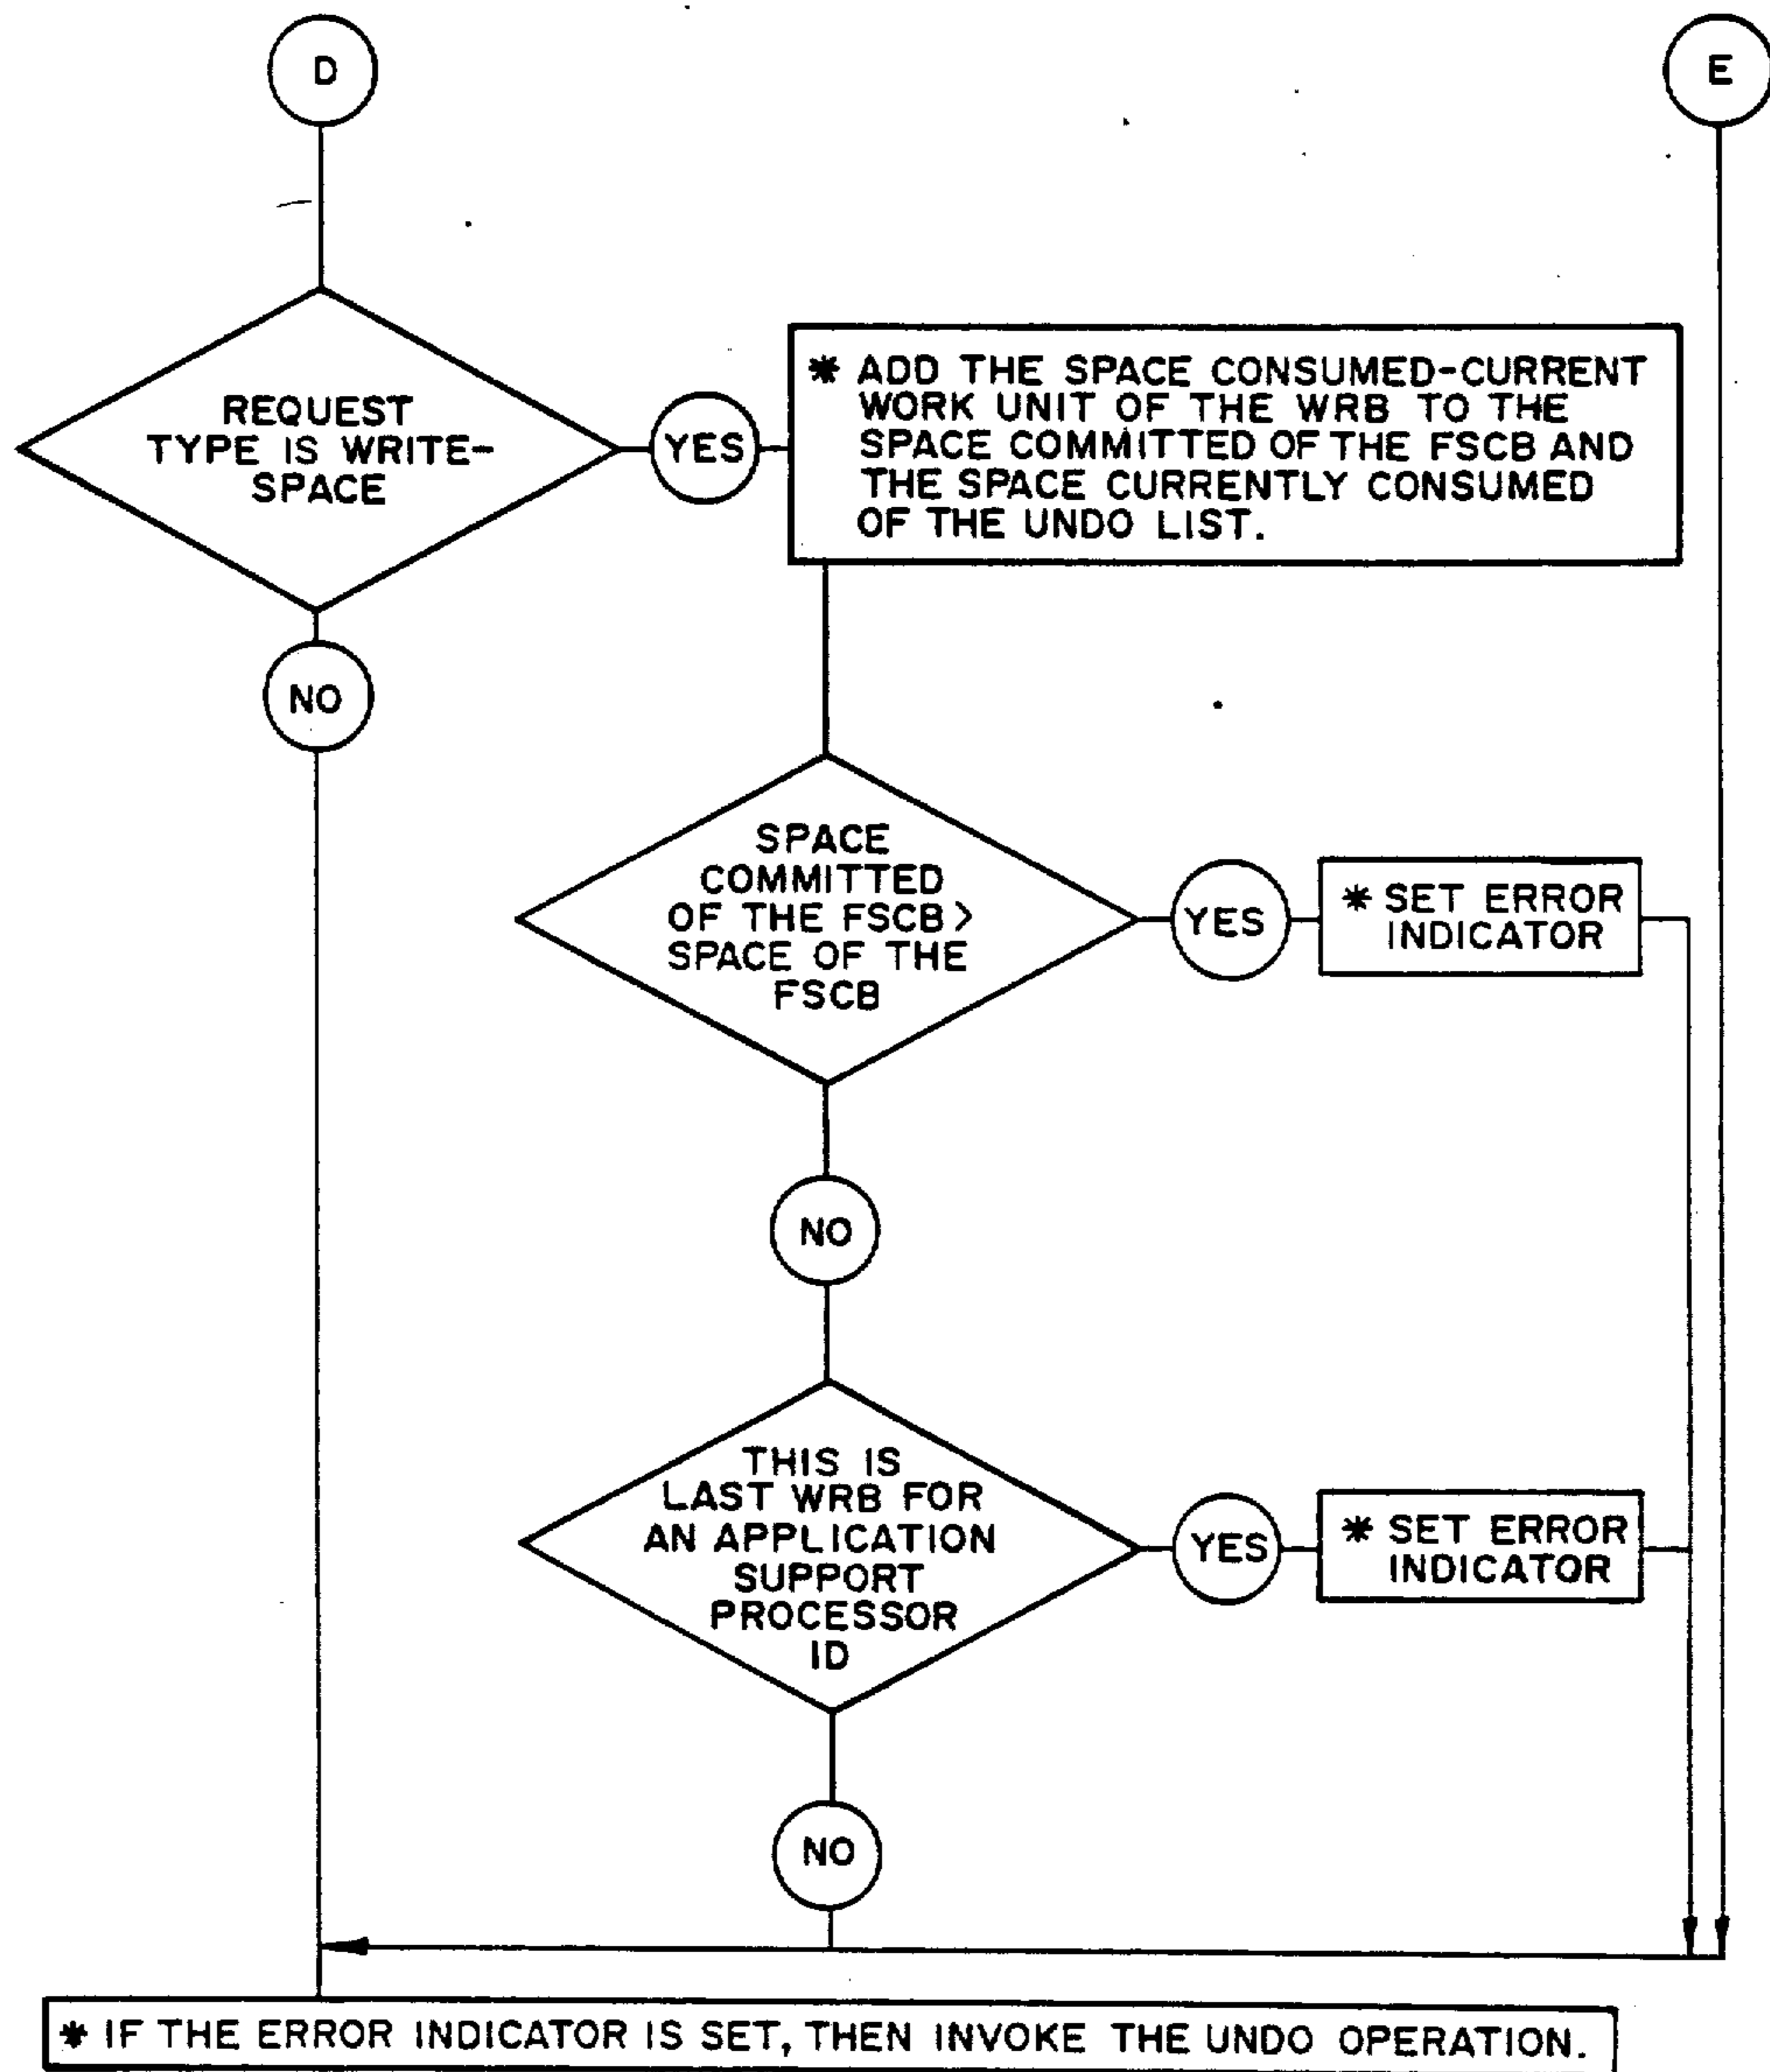 D
E
REQUEST
TYPE IS WRITE-
SPACE
YES
* ADD THE SPACE CONSUMED-CURRENT
WORK UNIT OF THE WRB TO THE
SPACE COMMITTED OF THE FSCB AND
THE SPACE CURRENTLY CONSUMED
OF THE UNDO LIST.
NO
SPACE
COMMITTED
OF THE FSCB >
SPACE OF THE
FSCB
YES
* SET ERROR
INDICATOR
NO
THIS IS
LAST WRB FOR
AN APPLICATION
SUPPORT
PROCESSOR
ID
YES
* SET ERROR
INDICATOR
NO
* IF THE ERROR INDICATOR IS SET, THEN INVOKE THE UNDO OPERATION.